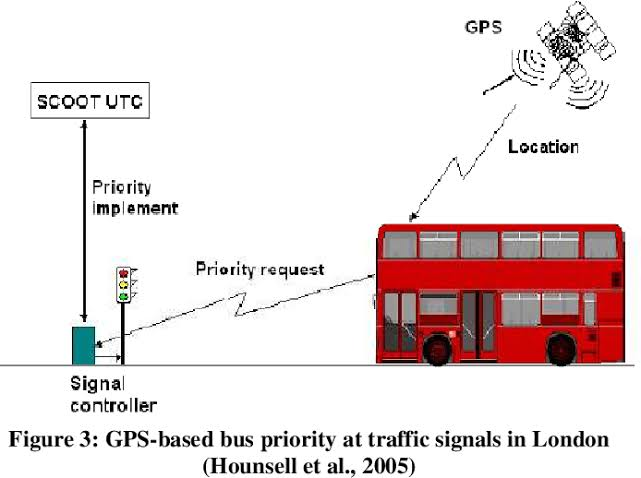 GPS
SCOOT UTC
Location
Priority
implement
Priority request
Signal
controller
Figure 3: GPS-based bus priority at traffic signals in London
(Hounsell et al., 2005)